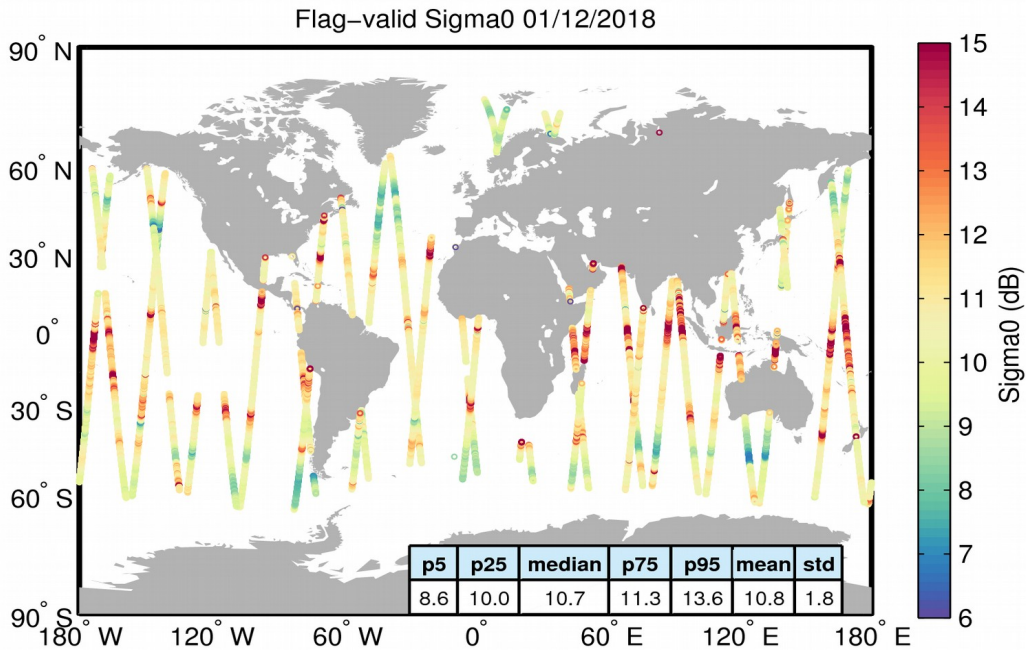 Flag−valid Sigma0 01/12/2018
90° N
60° N
30° N
0°
30° S
60° S
90° S
180° W
120° W
60° W
0°
60° E
120° E
180° E
15
14
13
12
11
10
9
8
7
6
Sigma0 (dB)
p5 p25 median p75 p95 mean std
8.6 10.0 10.7 11.3 13.6 10.8 1.8